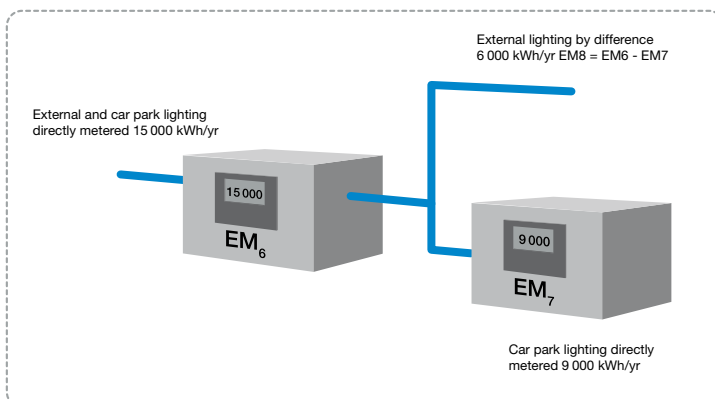 External lighting by difference
6 000 kWh/yr EM8 = EM6 - EM7
External and car park lighting
directly metered 15 000 kWh/yr
15 000
EM6
9 000
EM7
Car park lighting directly
metered 9 000 kWh/yr